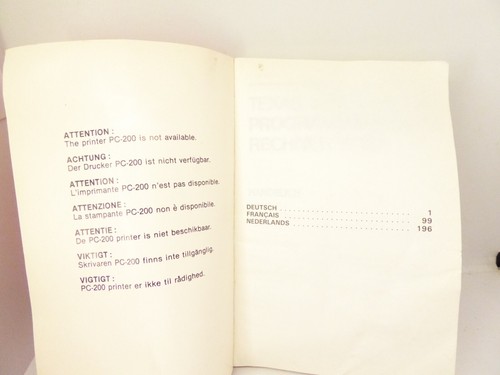 ATTENTION :
The printer PC-200 is not available.
ACHTUNG :
Der Drucker PC-200 ist nicht verfügbar.
ATTENTION :
L'imprimante PC-200 n'est pas disponible.
ATTENZIONE :
La stampante PC-200 non è disponibile.
ATTENTIE :
De PC-200 printer is niet beschikbaar.
VIKTIGT :
Skrivaren PC-200 finns inte tillgänglig.
VIGTIGT :
PC-200 printer er ikke til rådighed.
DEUTSCH . . . . . . . . . . . . . . . . . . . . . . . . 1
FRANÇAIS . . . . . . . . . . . . . . . . . . . . . . . 99
NEDERLANDS . . . . . . . . . . . . . . . . . . . . . 196